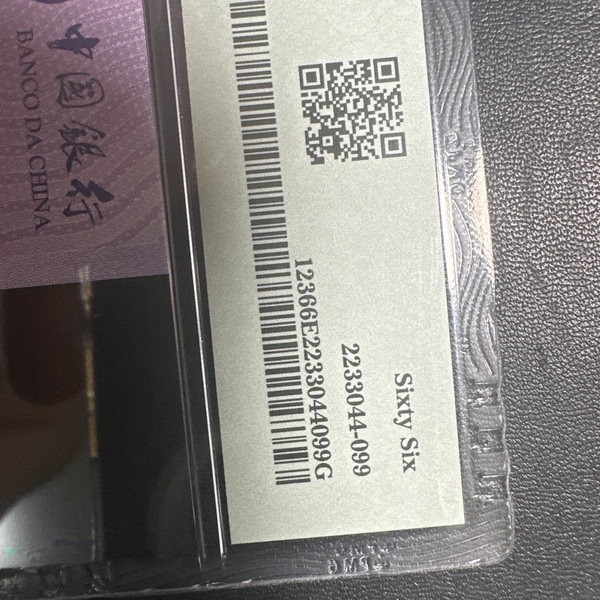 中國銀行
BANCO DA CHINA
Sixty Six
2233044-099
12366E2233044099G